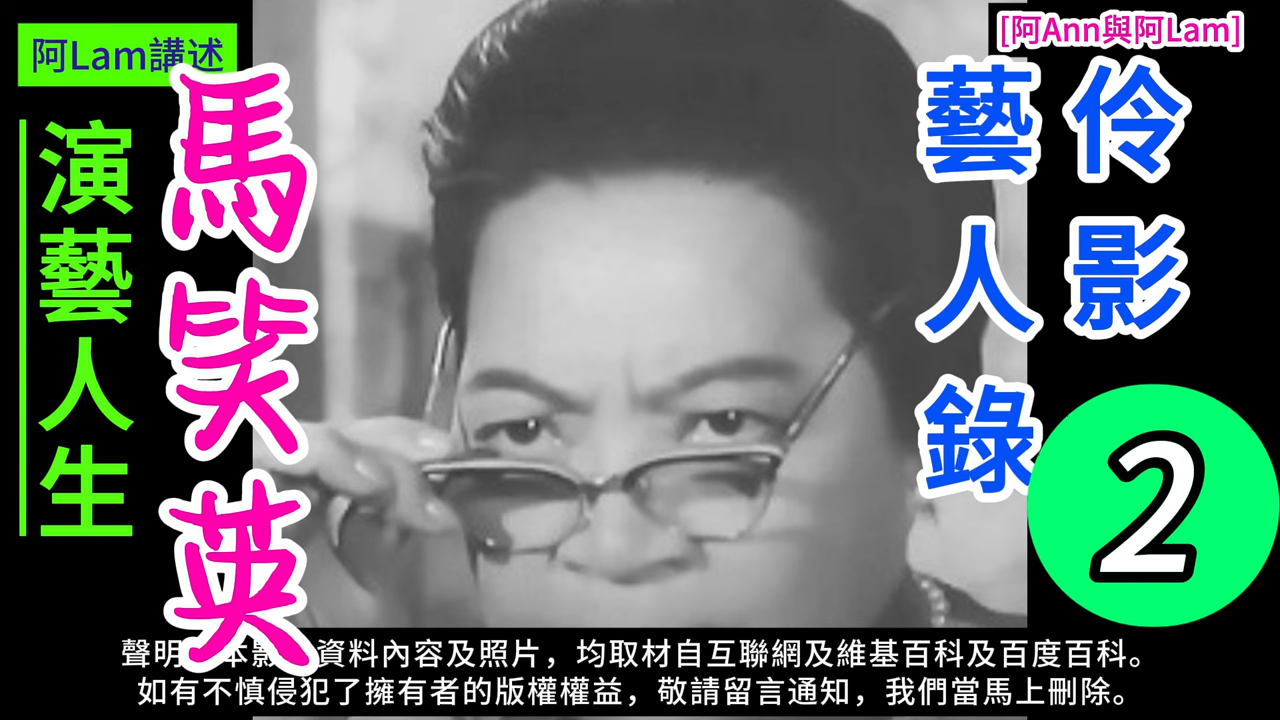 阿Lam講述
演藝人生
馬笑英
[阿Ann與阿Lam]
伶影
藝人錄
2
聲明 本影 資料內容及照片，均取材自互聯網及維基百科及百度百科。
如有不慎侵犯了擁有者的版權權益，敬請留言通知，我們當馬上刪除。